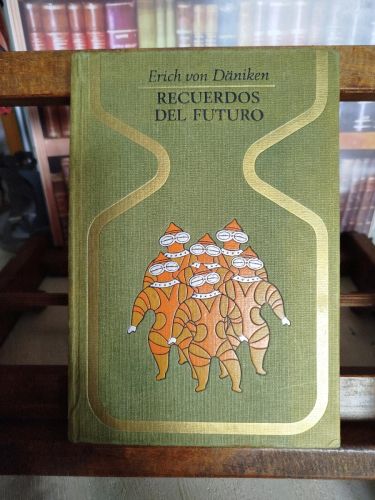 Erich von Däniken
RECUERDOS
DEL FUTURO